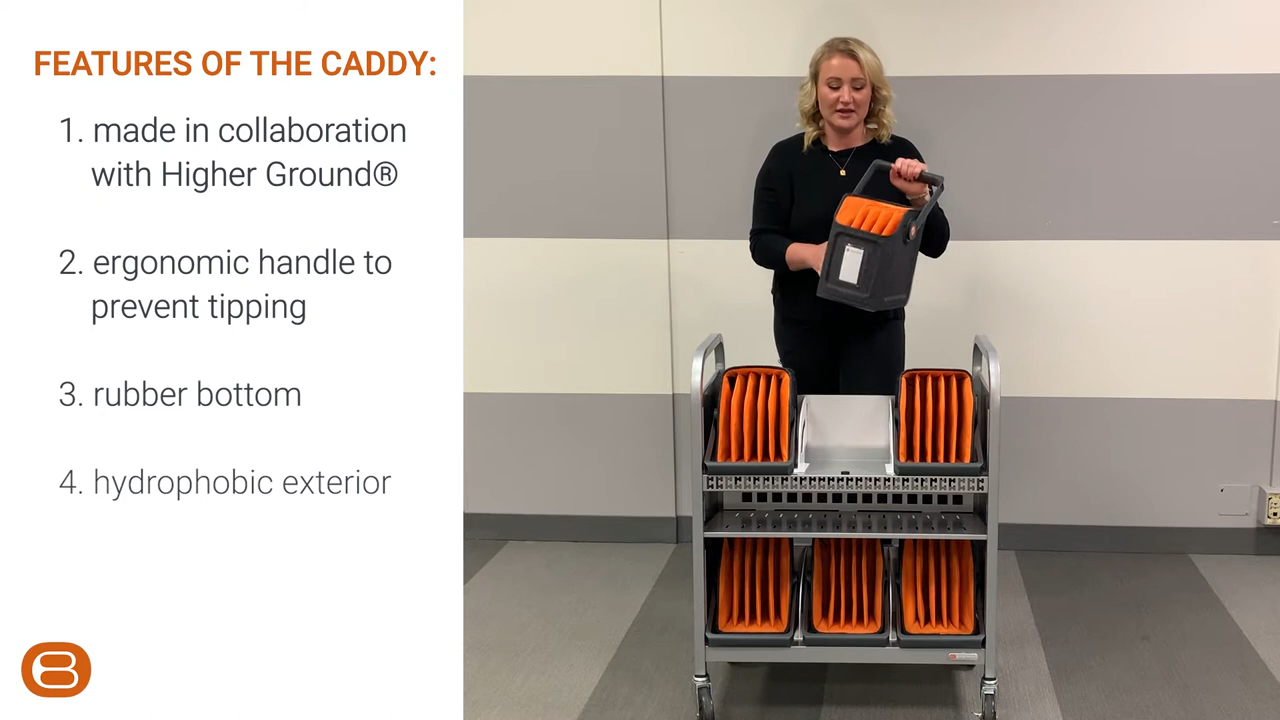 FEATURES OF THE CADDY:
1. made in collaboration
with Higher Ground®
2. ergonomic handle to
prevent tipping
3. rubber bottom
4. hydrophobic exterior